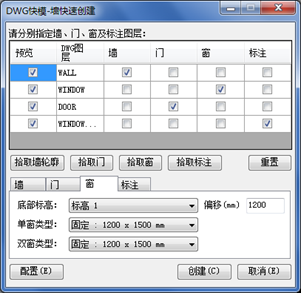 DWG快模-墙快速创建
请分别指定墙、门、窗及标注图层:
预览 DWG图层 墙 门 窗 标注
WALL
WINDOW
DOOR
WINDOW...
拾取墙轮廓 拾取门 拾取窗 拾取标注 重置
墙 门 窗 标注
底部标高: 标高 1 偏移(mm) 1200
单窗类型: 固定 : 1200 x 1500 mm
双窗类型: 固定 : 1200 x 1500 mm
配置(E) 创建(C) 取消(E)